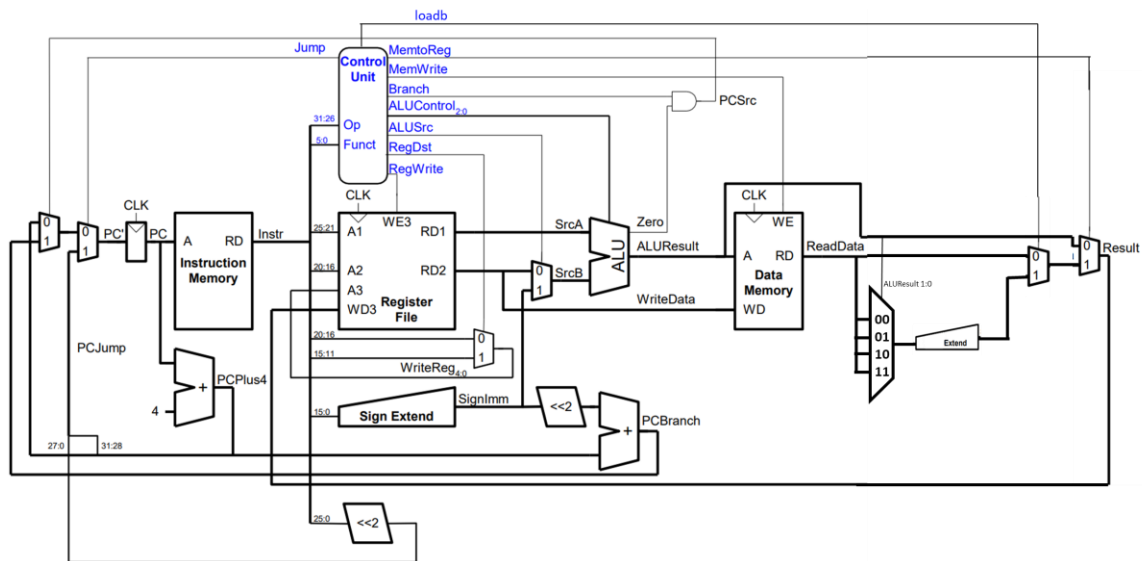 loadb
Jump
MemtoReg
Control
Unit
MemWrite
Branch
PCSrc
ALUControl2:0
31:26
Op
ALUSrc
5:0
Funct
RegDst
RegWrite
CLK
CLK
CLK
WE3
WE
0
1
0
1
PC'
PC
A
RD
Instruction
Memory
Instr
25:21
A1
RD1
SrcA
Zero
ALU
ALUResult
A
RD
ReadData
Data
Memory
0
1
0
1
Result
20:16
A2
RD2
0
1
SrcB
A3
WD3
Register
File
WriteData
WD
ALUResult 1:0
00
01
10
11
Extend
20:16
0
15:11
1
WriteReg4:0
PCJump
+
PCPlus4
4
15:0
Sign Extend
SignImm
<<2
+
PCBranch
27:0
31:28
25:0
<<2